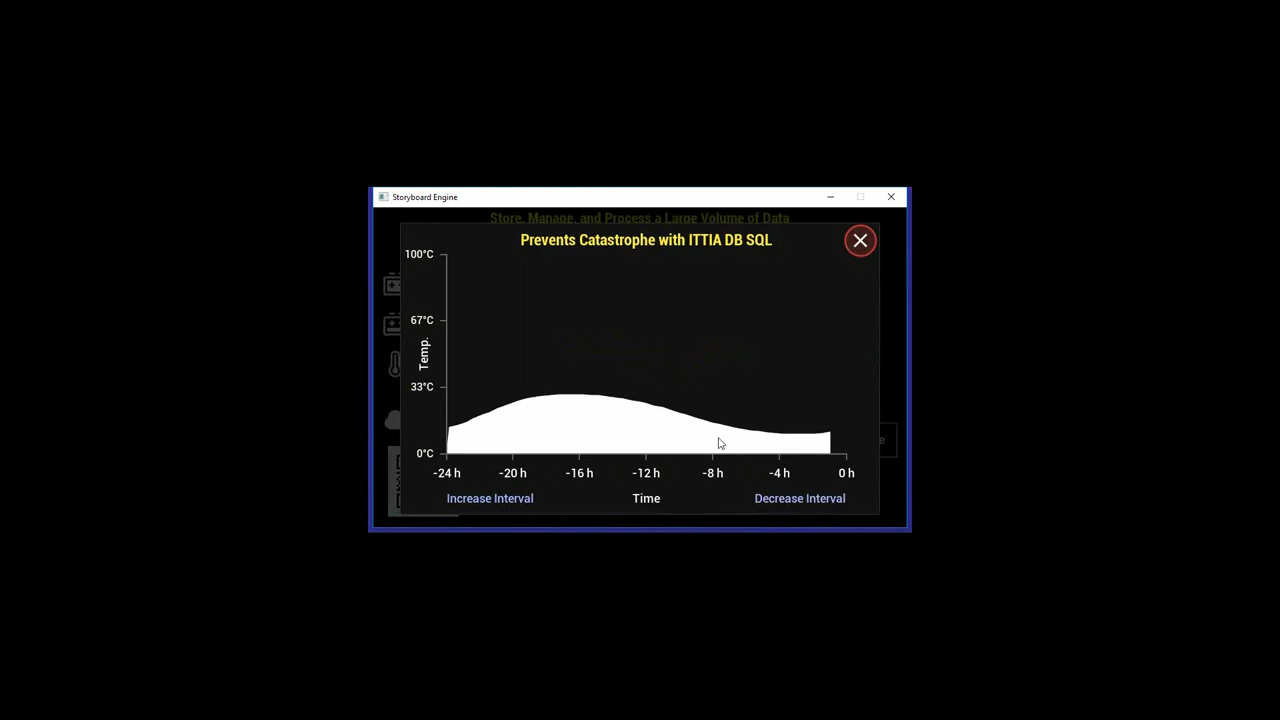 Storyboard Engine
Store, Manage, and Process a Large Volume of Data
Prevents Catastrophe with ITTIA DB SQL
100°C
67°C
Temp.
33°C
0°C
-24 h -20 h -16 h -12 h -8 h -4 h 0 h
Increase Interval Time Decrease Interval